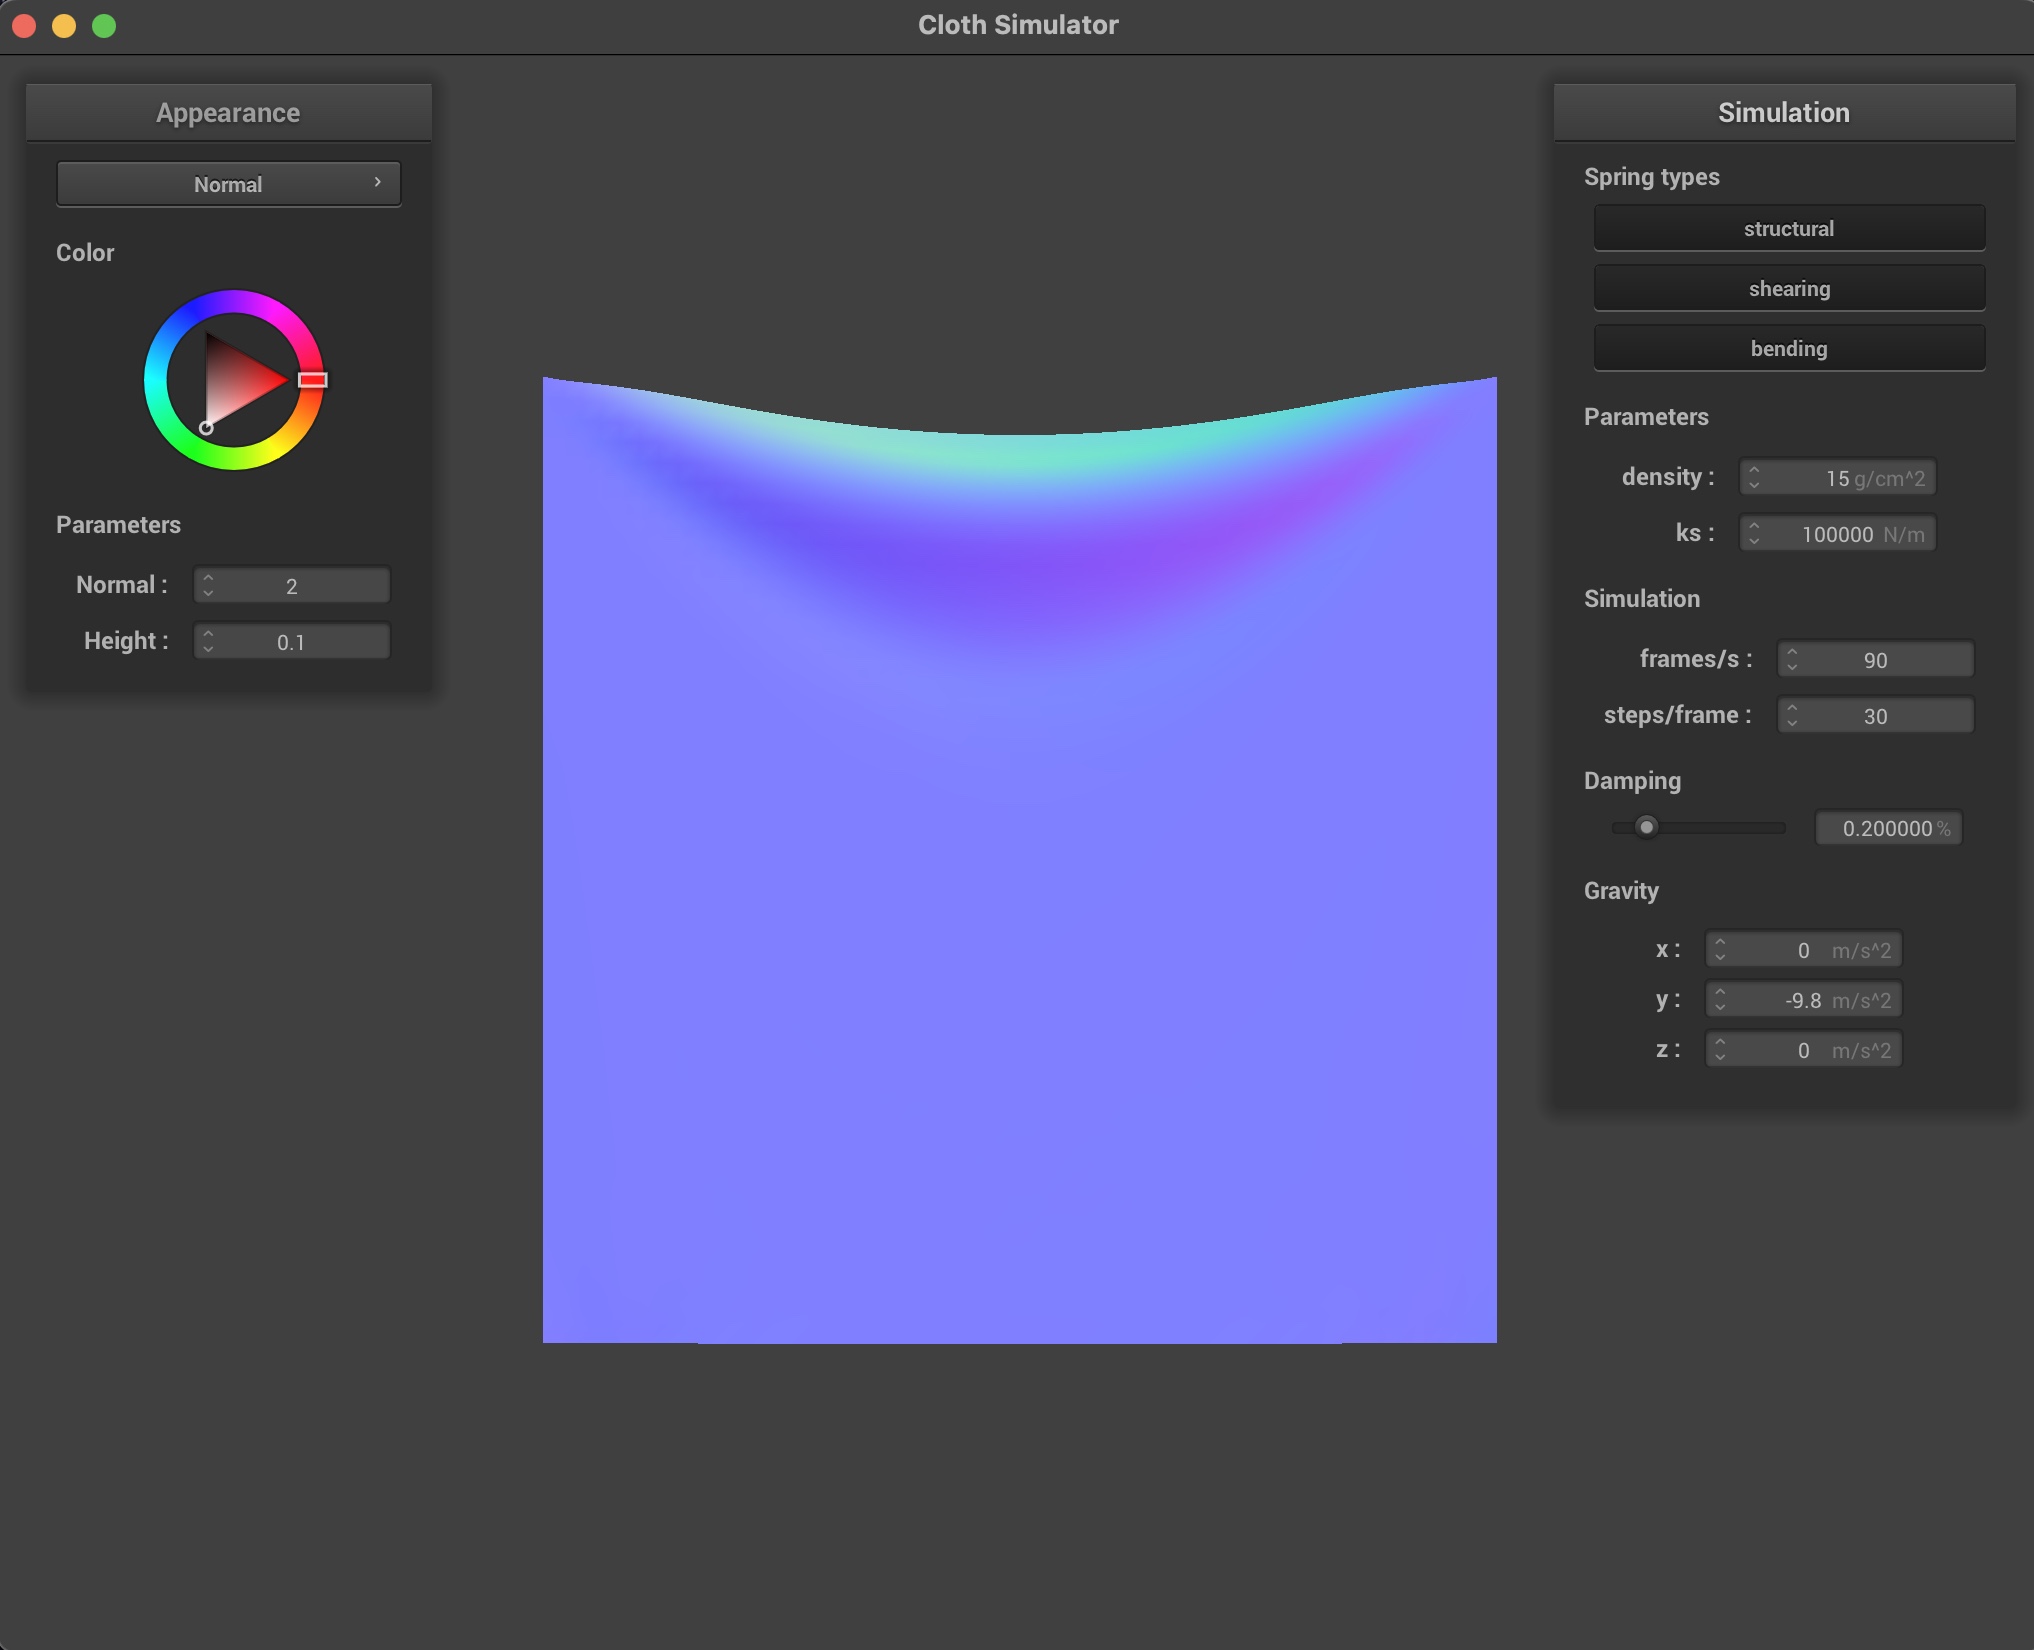 Cloth Simulator
Appearance
Normal
Color
Parameters
Normal : 2
Height : 0.1
Simulation
Spring types
structural
shearing
bending
Parameters
density : 15 g/cm^2
ks : 100000 N/m
Simulation
frames/s : 90
steps/frame : 30
Damping
0.200000 %
Gravity
x : 0 m/s^2
y : -9.8 m/s^2
z : 0 m/s^2